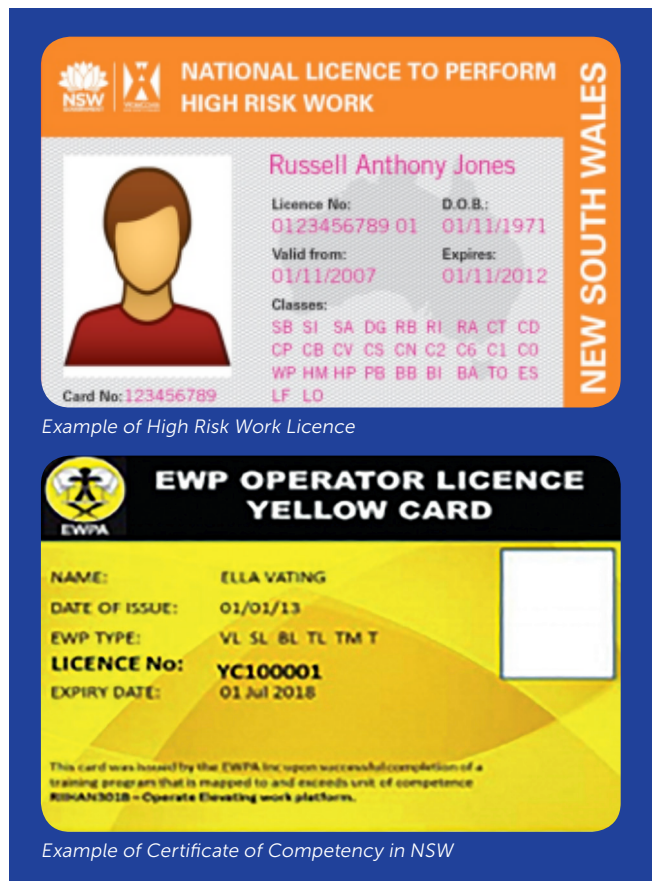 NATIONAL LICENCE TO PERFORM
HIGH RISK WORK
NSW
GOVERNMENT
NEW SOUTH WALES
Russell Anthony Jones
Licence No: D.O.B.:
0123456789 01 01/11/1971
Valid from: Expires:
01/11/2007 01/11/2012
Classes:
SB SI SA DG RB RI RA CT CD
CP CB CV CS CN C2 C6 C1 C0
WP HM HP PB BB BI BA TO ES
LF LO
Card No: 123456789
Example of High Risk Work Licence
EWPA
EWP OPERATOR LICENCE
YELLOW CARD
NAME: ELLA VATING
DATE OF ISSUE: 01/01/13
EWP TYPE: VL SL BL TL TM T
LICENCE No: YC100001
EXPIRY DATE: 01 Jul 2018
This card was issued by the EWPA Inc upon successful completion of a
training program that is mapped to and exceeds unit of competence
RIIHAN301B – Operate Elevating work platform.
Example of Certificate of Competency in NSW